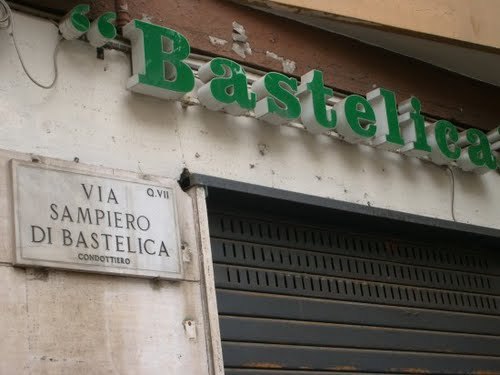 “Bastelica
VIA Q.VII
SAMPIERO
DI BASTELICA
CONDOTTIERO